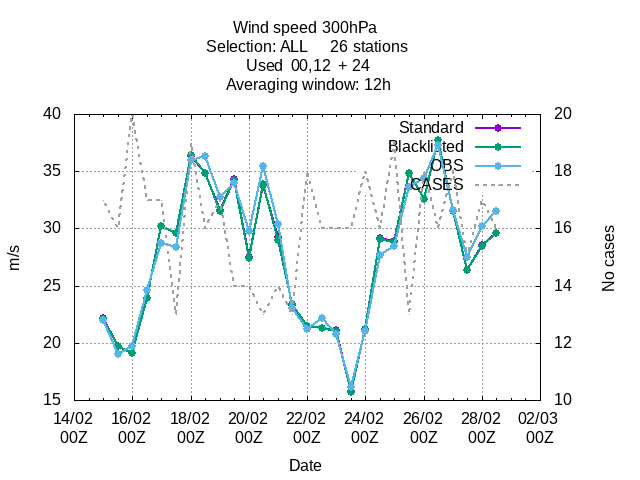 Wind speed 300hPa
Selection: ALL 26 stations
Used 00,12 + 24
Averaging window: 12h
40 20
Standard
Blacklisted
OBS
CASES
35 18
30 16
25 14
20 12
15 10
m/s
No cases
14/02 16/02 18/02 20/02 22/02 24/02 26/02 28/02 02/03
00Z 00Z 00Z 00Z 00Z 00Z 00Z 00Z 00Z
Date